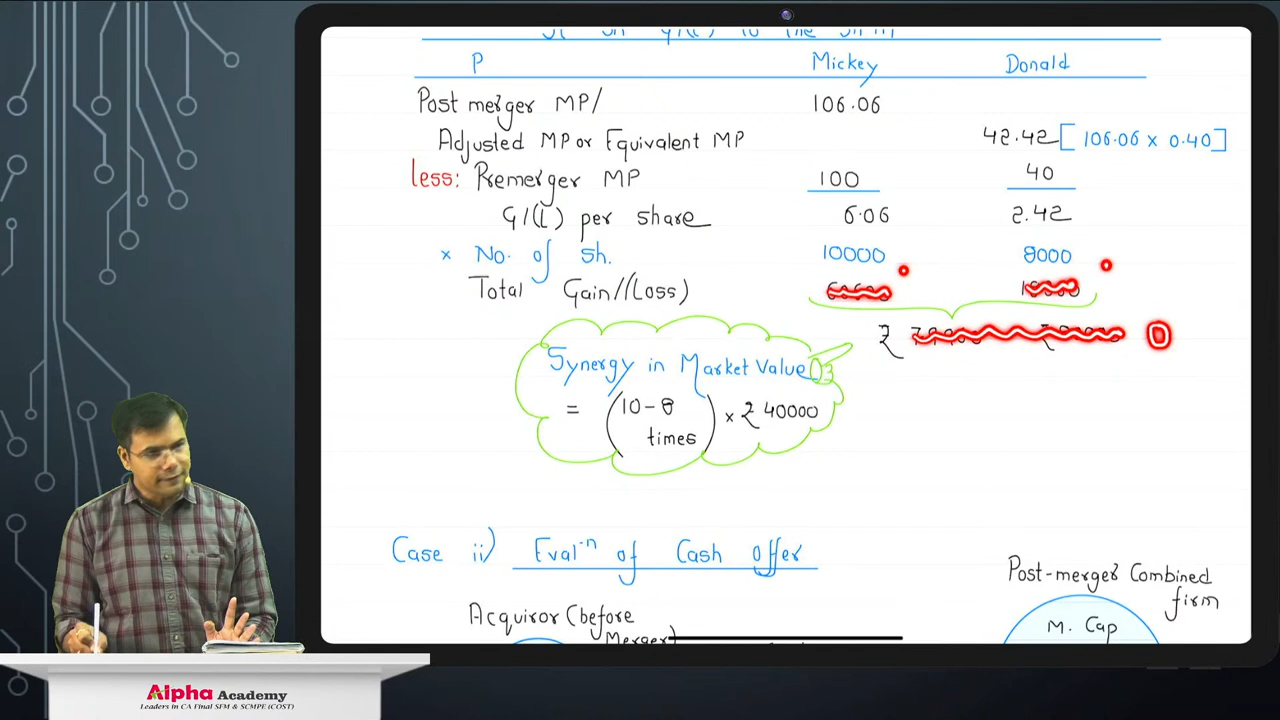 P Mickey Donald
Post merger MP/ 106.06
Adjusted MP or Equivalent MP 42.42 [106.06 x 0.40]
less: Premerger MP 100 40
G/(L) per share 6.06 2.42
x No. of Sh. 10000 8000
Total Gain/(Loss)
₹
Synergy in Market Value
= (10-8 times) x ₹ 40000
Case ii) Eval-n of Cash Offer
Acquiror (before
Merger)
Post-merger Combined
firm
M. Cap
Alpha Academy
Leaders in CA Final SFM & SCMPE (COST)